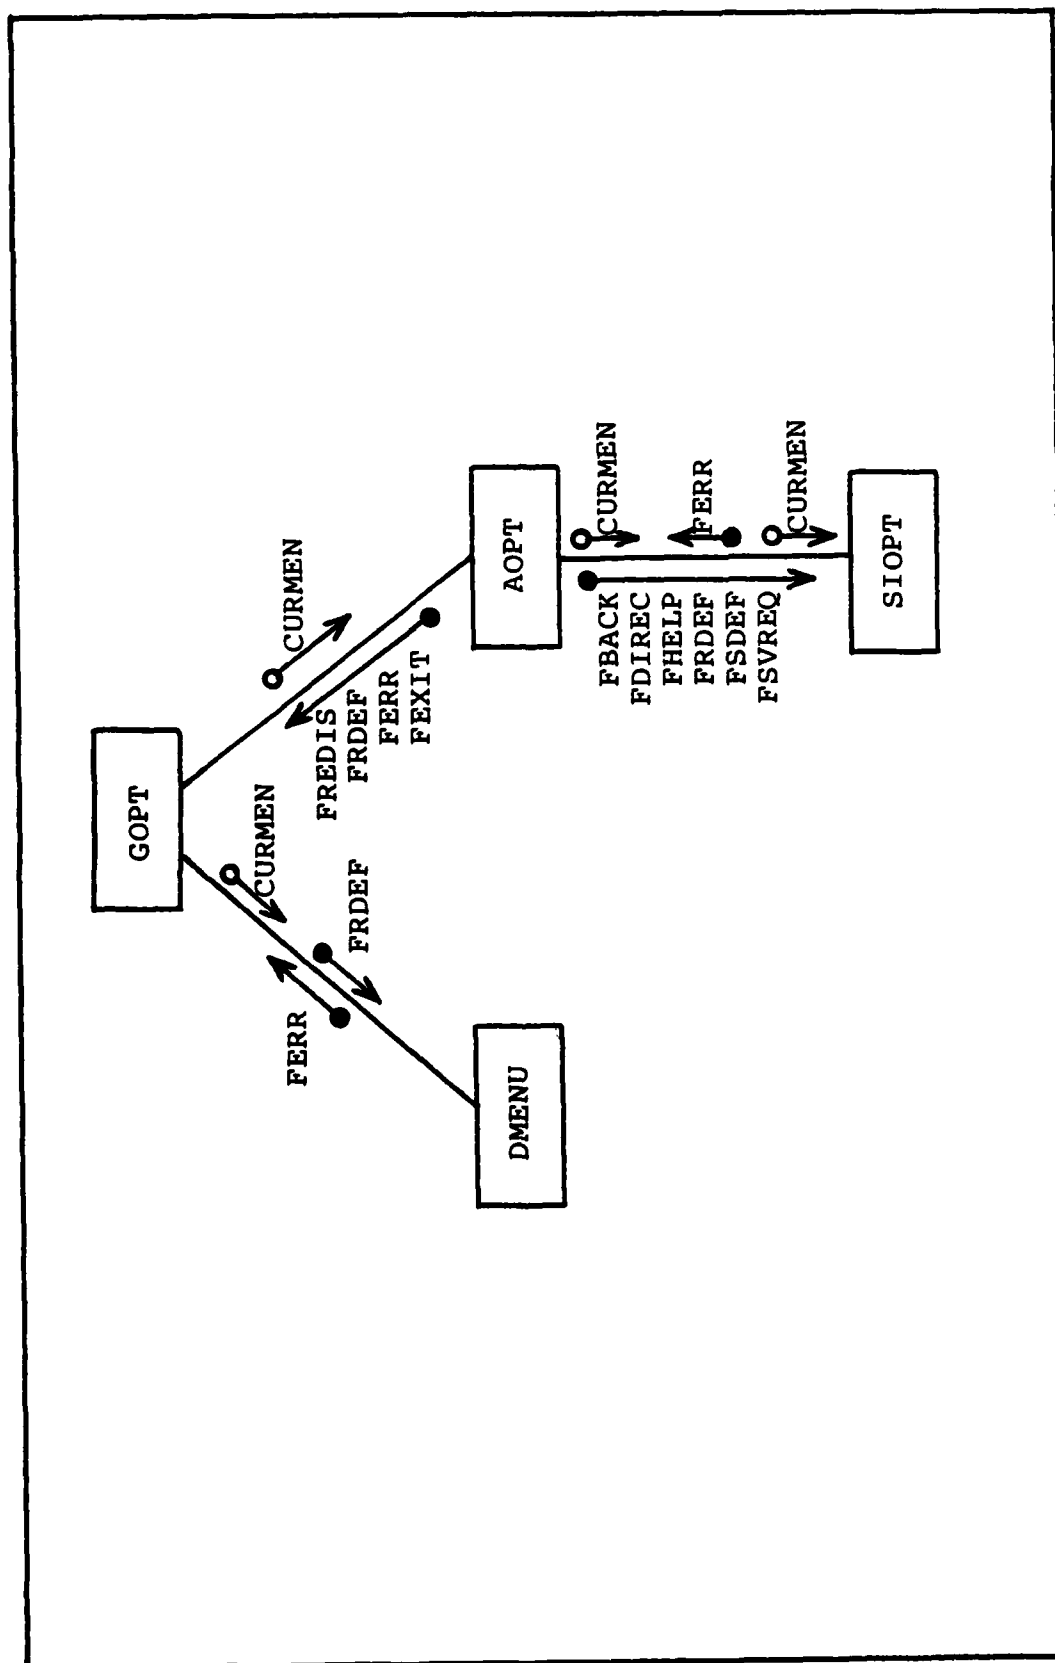 GOPT
CURMEN
FERR
FRDEF
CURMEN
FREDIS
FRDEF
FERR
FEXIT
DMENU
AOPT
FBACK
FDIREC
FHELP
FRDEF
FSDEF
FSVREQ
CURMEN
FERR
CURMEN
SIOPT